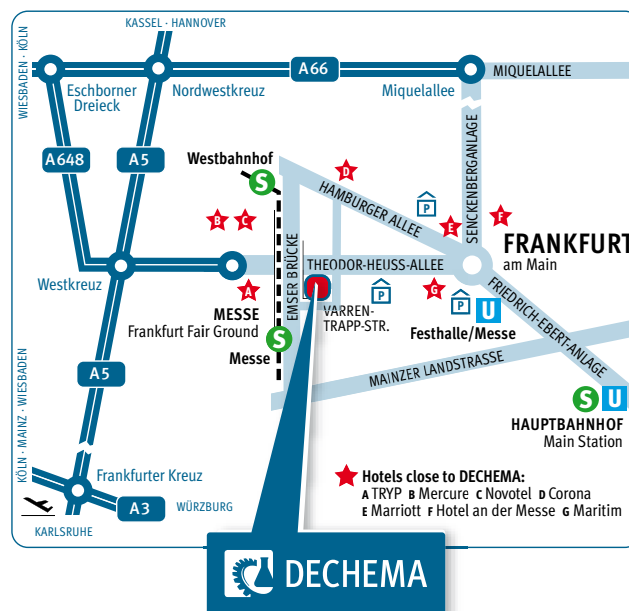 KASSEL · HANNOVER
WIESBADEN · KÖLN
A66
MIQUELALLEE
Eschborner
Dreieck
Nordwestkreuz
Miquelallee
A648
A5
Westbahnhof
S
D
P
SENCKENBERGANLAGE
HAMBURGER ALLEE
B
C
E
F
FRANKFURT
am Main
Westkreuz
EMSER BRÜCKE
THEODOR-HEUSS-ALLEE
A
G
P
P
U
MESSE
Frankfurt Fair Ground
VARREN-
TRAPP-STR.
Festhalle/Messe
FRIEDRICH-EBERT-ANLAGE
S
Messe
A5
MAINZER LANDSTRASSE
S
U
HAUPTBAHNHOF
Main Station
KÖLN · MAINZ · WIESBADEN
Frankfurter Kreuz
A3
WÜRZBURG
KARLSRUHE
Hotels close to DECHEMA:
A TRYP B Mercure C Novotel D Corona
E Marriott F Hotel an der Messe G Maritim
DECHEMA